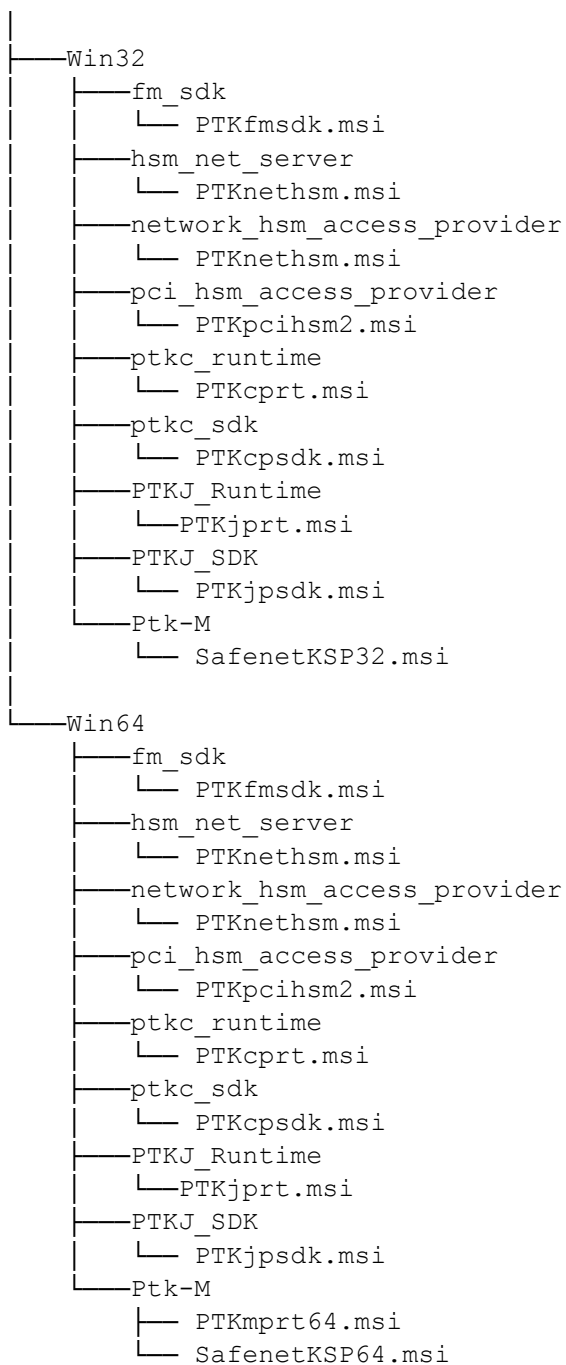 Win32
fm_sdk
PTKfmsdk.msi
hsm_net_server
PTKnethsm.msi
network_hsm_access_provider
PTKnethsm.msi
pci_hsm_access_provider
PTKpcihsm2.msi
ptkc_runtime
PTKcprt.msi
ptkc_sdk
PTKcpsdk.msi
PTKJ_Runtime
PTKjprt.msi
PTKJ_SDK
PTKjpsdk.msi
Ptk-M
SafenetKSP32.msi
Win64
fm_sdk
PTKfmsdk.msi
hsm_net_server
PTKnethsm.msi
network_hsm_access_provider
PTKnethsm.msi
pci_hsm_access_provider
PTKpcihsm2.msi
ptkc_runtime
PTKcprt.msi
ptkc_sdk
PTKcpsdk.msi
PTKJ_Runtime
PTKjprt.msi
PTKJ_SDK
PTKjpsdk.msi
Ptk-M
PTKmprt64.msi
SafenetKSP64.msi